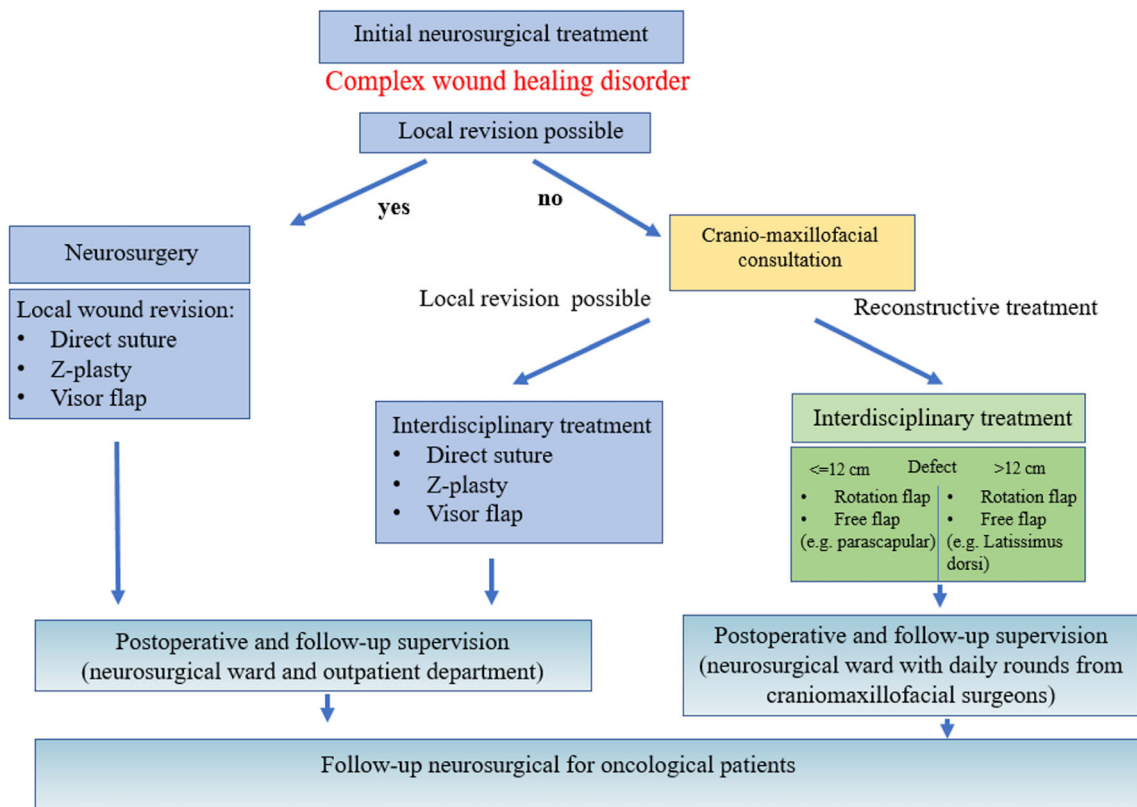 Initial neurosurgical treatment
Complex wound healing disorder
Local revision possible
yes
no
Neurosurgery
Cranio-maxillofacial
consultation
Local wound revision:
• Direct suture
• Z-plasty
• Visor flap
Local revision  possible
Reconstructive treatment
Interdisciplinary treatment
• Direct suture
• Z-plasty
• Visor flap
Interdisciplinary treatment
<=12 cm Defect >12 cm
• Rotation flap
• Free flap
(e.g. parascapular)
• Rotation flap
• Free flap
(e.g. Latissimus
dorsi)
Postoperative and follow-up supervision
(neurosurgical ward and outpatient department)
Postoperative and follow-up supervision
(neurosurgical ward with daily rounds from
craniomaxillofacial surgeons)
Follow-up neurosurgical for oncological patients